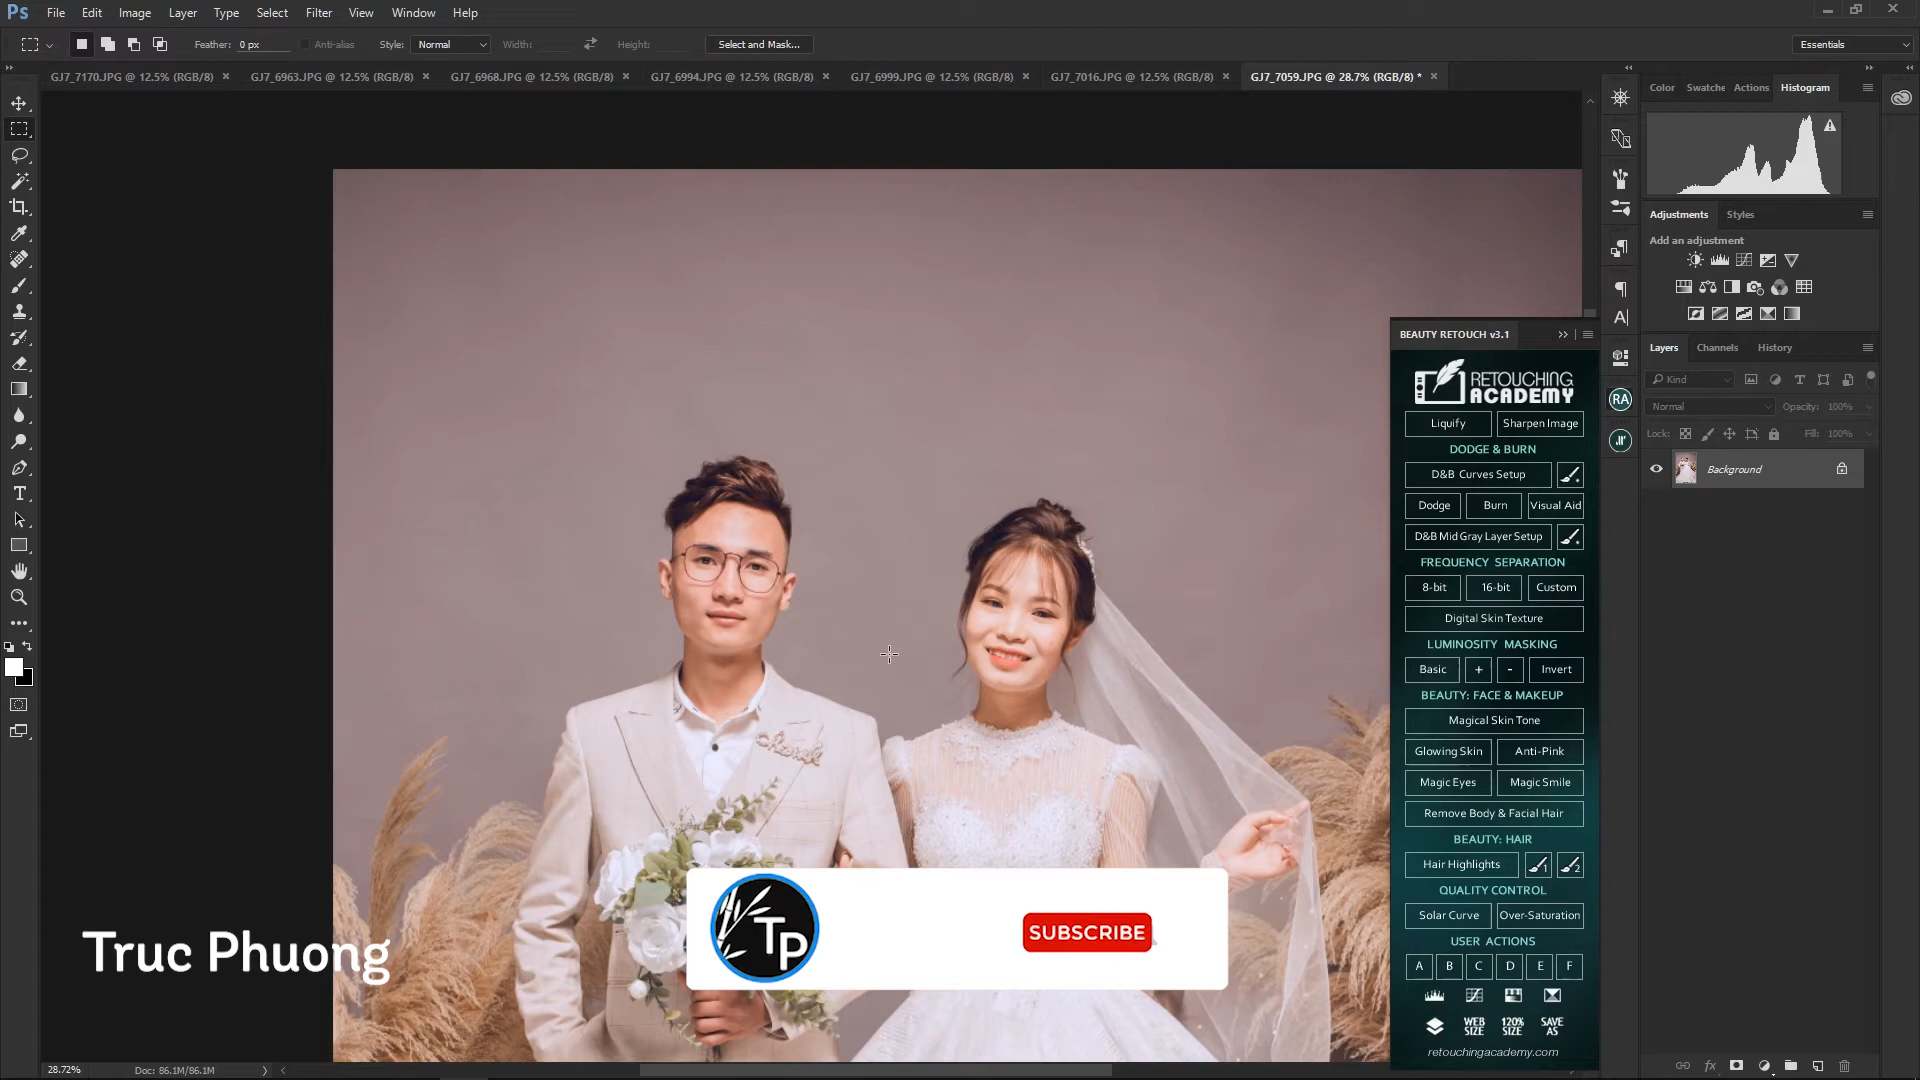 Ps File Edit Image Layer Type Select Filter View Window Help
Feather: 0 px Anti-alias Style: Normal Width: Height: Select and Mask... Essentials
GJ7_7170.JPG @ 12.5% (RGB/8) × GJ7_6963.JPG @ 12.5% (RGB/8) × GJ7_6968.JPG @ 12.5% (RGB/8) × GJ7_6994.JPG @ 12.5% (RGB/8) × GJ7_6999.JPG @ 12.5% (RGB/8) × GJ7_7016.JPG @ 12.5% (RGB/8) × GJ7_7059.JPG @ 28.7% (RGB/8) * ×
Color Swatche Actions Histogram
Adjustments Styles
Add an adjustment
Layers Channels History
Kind
Normal Opacity: 100%
Lock: Fill: 100%
Background
BEAUTY RETOUCH v3.1
RETOUCHING
ACADEMY
RA
Liquify Sharpen Image
DODGE & BURN
D&B Curves Setup
Dodge Burn Visual Aid
D&B Mid Gray Layer Setup
FREQUENCY SEPARATION
8-bit 16-bit Custom
Digital Skin Texture
LUMINOSITY MASKING
Basic + - Invert
BEAUTY: FACE & MAKEUP
Magical Skin Tone
Glowing Skin Anti-Pink
Magic Eyes Magic Smile
Remove Body & Facial Hair
BEAUTY: HAIR
Hair Highlights 1 2
QUALITY CONTROL
Solar Curve Over-Saturation
USER ACTIONS
A B C D E F
WEB SIZE 120% SIZE SAVE AS
retouchingacademy.com
Truc Phuong
TP
SUBSCRIBE
28.72% Doc: 86.1M/86.1M
fx